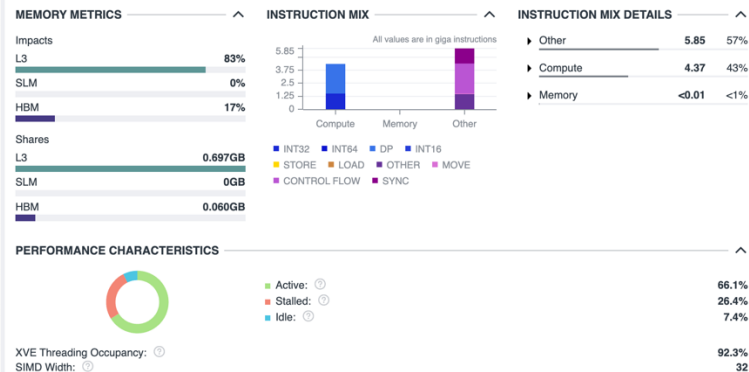 MEMORY METRICS
Impacts
L3 83%
SLM 0%
HBM 17%
Shares
L3 0.697GB
SLM 0GB
HBM 0.060GB
INSTRUCTION MIX
All values are in giga instructions
5.85
3.75
2.5
1.25
0
Compute Memory Other
INT32 INT64 DP INT16
STORE LOAD OTHER MOVE
CONTROL FLOW SYNC
INSTRUCTION MIX DETAILS
Other 5.85 57%
Compute 4.37 43%
Memory <0.01 <1%
PERFORMANCE CHARACTERISTICS
Active: ? 66.1%
Stalled: ? 26.4%
Idle: ? 7.4%
XVE Threading Occupancy: ? 92.3%
SIMD Width: ? 32